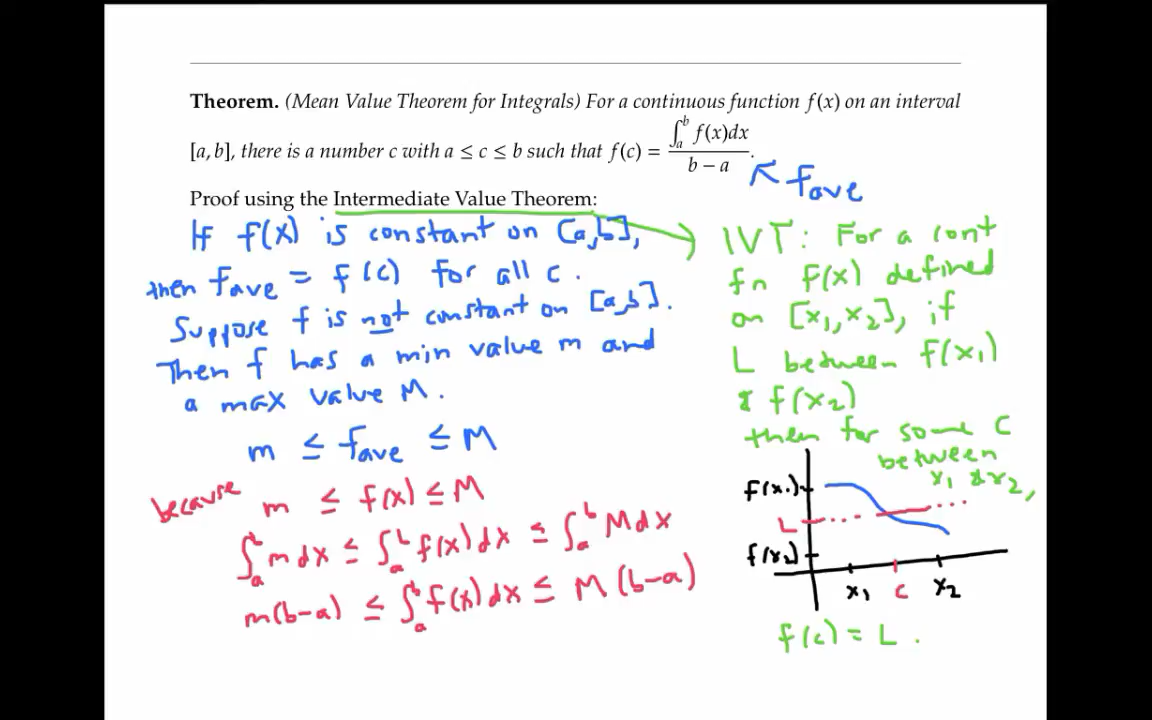 Theorem. (Mean Value Theorem for Integrals) For a continuous function f(x) on an interval
[a, b], there is a number c with a ≤ c ≤ b such that f(c) = ∫_a^b f(x)dx / (b − a).
↖ fave
Proof using the Intermediate Value Theorem:
If f(x) is constant on [a,b],
then fave = f(c) for all c.
Suppose f is not constant on [a,b].
Then f has a min value m and
a max value M.
m ≤ fave ≤ M
because m ≤ f(x) ≤ M
∫_a^b m dx ≤ ∫_a^b f(x) dx ≤ ∫_a^b M dx
m(b-a) ≤ ∫_a^b f(x) dx ≤ M (b-a)
IVT: For a cont
fn f(x) defined
on [x1, x2], if
L between f(x1)
& f(x2)
then for some c
between
x1 & x2,
f(x1)
L
f(x2)
x1 c x2
f(c) = L.